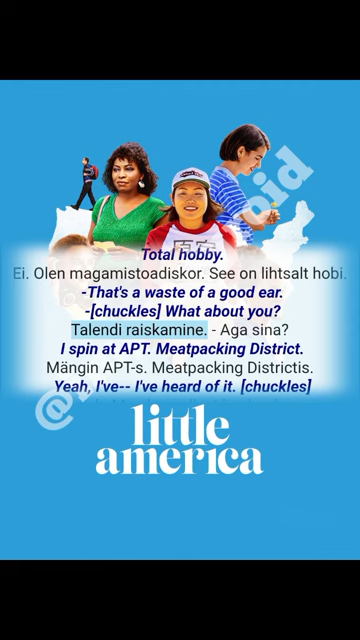 Total hobby.
Ei. Olen magamistoadiskor. See on lihtsalt hobi.
-That's a waste of a good ear.
-[chuckles] What about you?
Talendi raiskamine. - Aga sina?
I spin at APT. Meatpacking District.
Mängin APT-s. Meatpacking Districtis.
Yeah, I've-- I've heard of it. [chuckles]
little
america